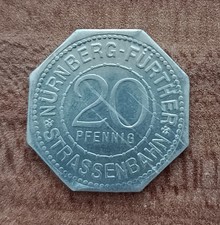 NÜRNBERG-FÜRTHER
20
PFENNIG
*STRASSENBAHN*